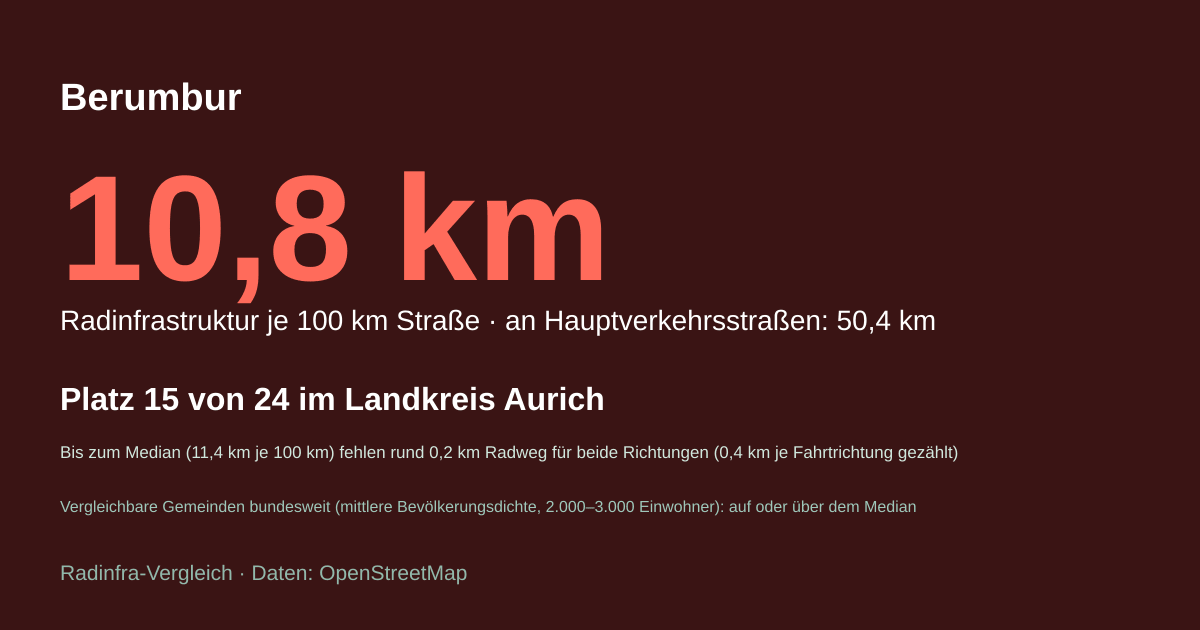 Berumbur
10,8 km
Radinfrastruktur je 100 km Straße · an Hauptverkehrsstraßen: 50,4 km
Platz 15 von 24 im Landkreis Aurich
Bis zum Median (11,4 km je 100 km) fehlen rund 0,2 km Radweg für beide Richtungen (0,4 km je Fahrtrichtung gezählt)
Vergleichbare Gemeinden bundesweit (mittlere Bevölkerungsdichte, 2.000–3.000 Einwohner): auf oder über dem Median
Radinfra-Vergleich · Daten: OpenStreetMap